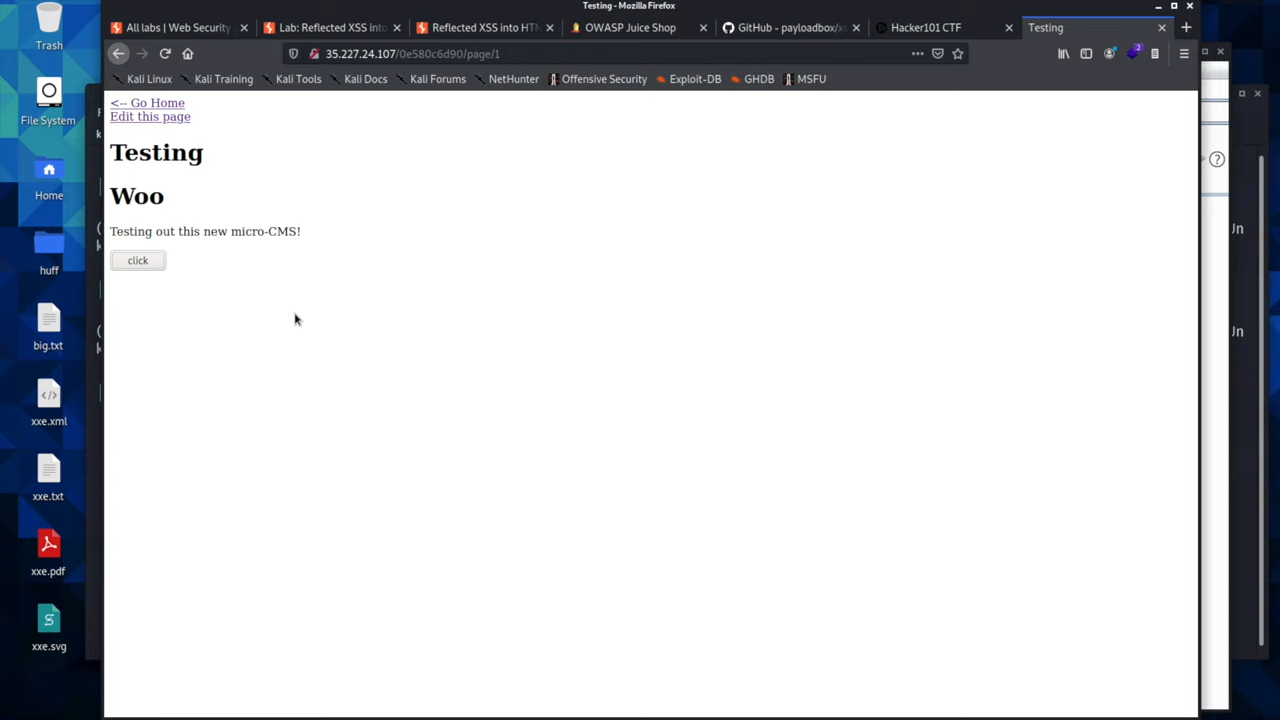 Testing - Mozilla Firefox
All labs | Web Security
Lab: Reflected XSS into
Reflected XSS into HTM
OWASP Juice Shop
GitHub - payloadbox/xs
Hacker101 CTF
Testing
35.227.24.107/0e580c6d90/page/1
2
Kali Linux
Kali Training
Kali Tools
Kali Docs
Kali Forums
NetHunter
Offensive Security
Exploit-DB
GHDB
MSFU
<-- Go Home
Edit this page
Testing
Woo
Testing out this new micro-CMS!
click
Trash
File System
Home
huff
big.txt
xxe.xml
xxe.txt
xxe.pdf
xxe.svg